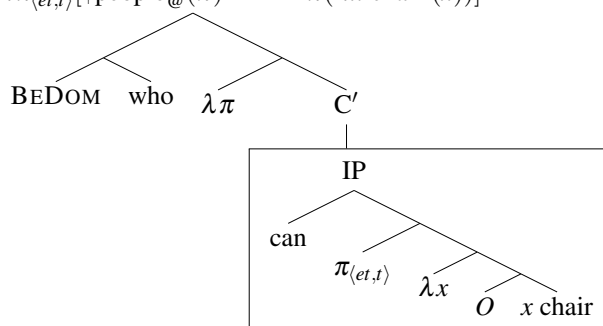 BEDOM who λπ C′
IP
can
π⟨et,t⟩
λx
O x chair